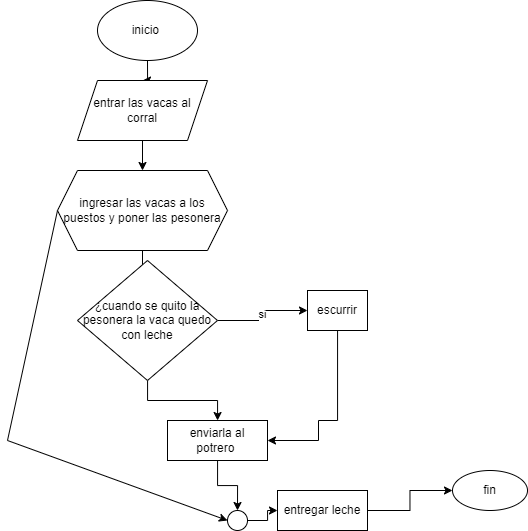 inicio
entrar las vacas al
corral
ingresar las vacas a los
puestos y poner las pesonera
¿cuando se quito la
pesonera la vaca quedo
con leche
si
escurrir
enviarla al
potrero
entregar leche
fin